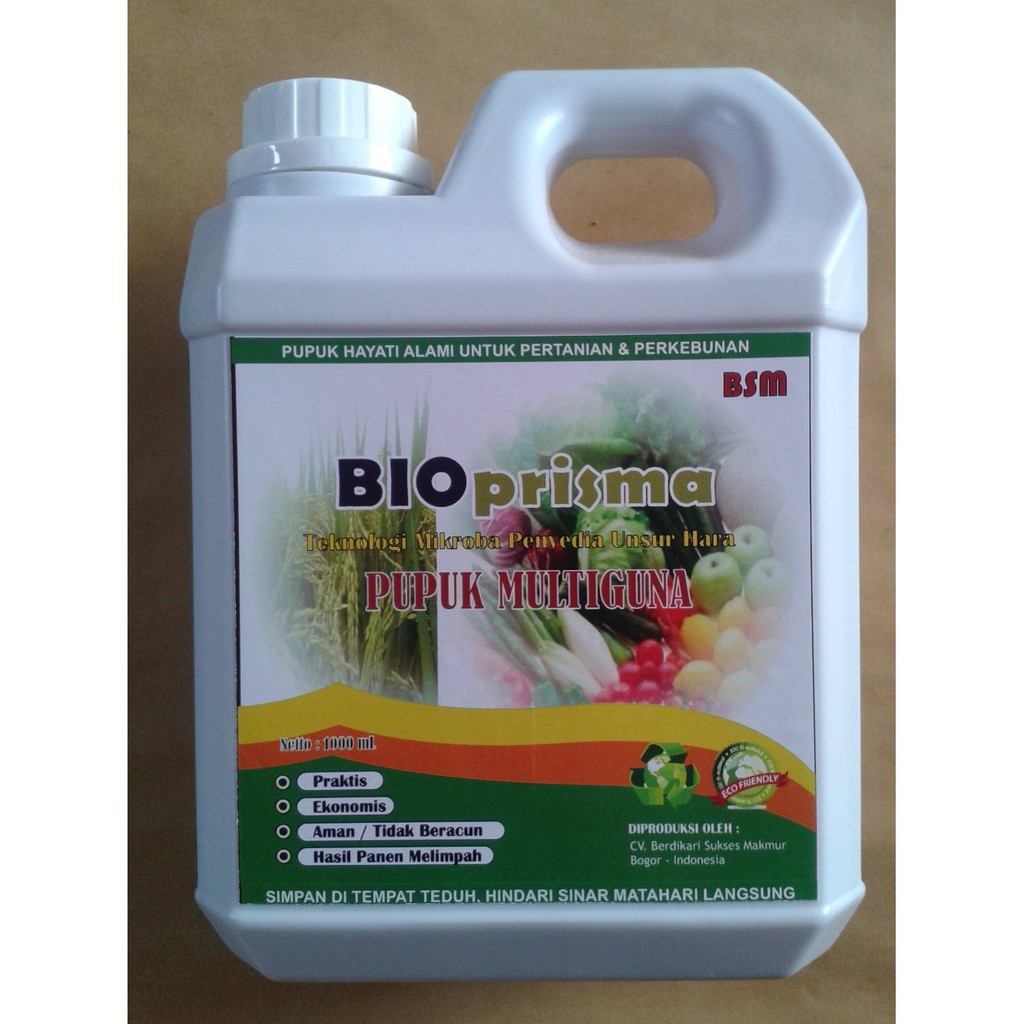 PUPUK HAYATI ALAMI UNTUK PERTANIAN & PERKEBUNAN
BSM
BIOprisma
Teknologi Mikroba Penyedia Unsur Hara
PUPUK MULTIGUNA
Netto : 1000 ml.
Praktis
Ekonomis
Aman / Tidak Beracun
Hasil Panen Melimpah
ECO FRIENDLY
DIPRODUKSI OLEH :
CV. Berdikari Sukses Makmur
Bogor - Indonesia
SIMPAN DI TEMPAT TEDUH, HINDARI SINAR MATAHARI LANGSUNG